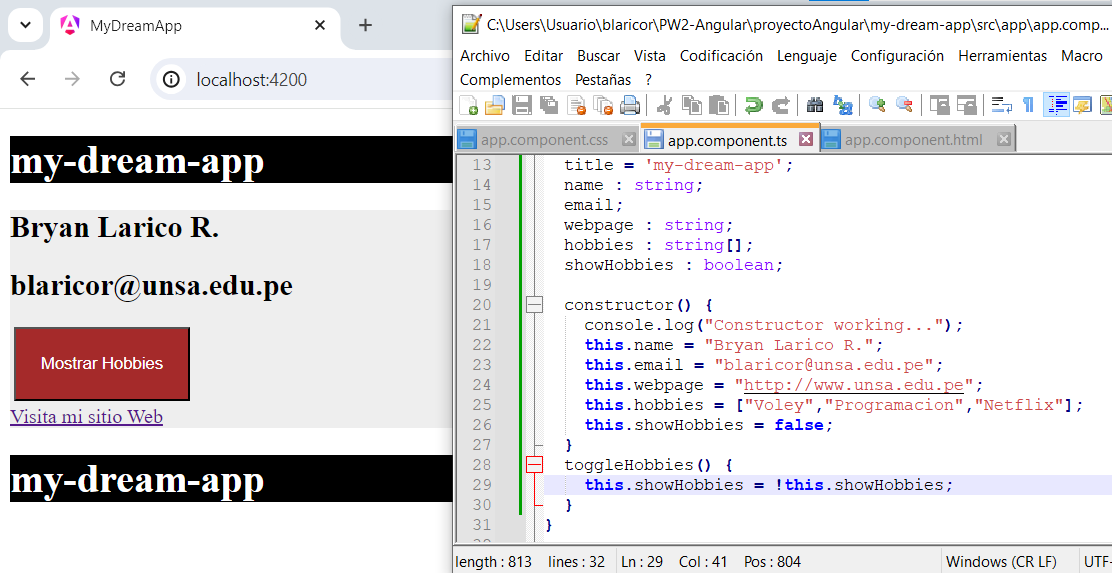 MyDreamApp
localhost:4200
my-dream-app
Bryan Larico R.
blaricor@unsa.edu.pe
Mostrar Hobbies
Visita mi sitio Web
my-dream-app
C:\Users\Usuario\blaricor\PW2-Angular\proyectoAngular\my-dream-app\src\app\app.comp...
Archivo Editar Buscar Vista Codificación Lenguaje Configuración Herramientas Macro
Complementos Pestañas ?
app.component.css app.component.ts app.component.html
13 title = 'my-dream-app';
14 name : string;
15 email;
16 webpage : string;
17 hobbies : string[];
18 showHobbies : boolean;
19
20 constructor() {
21 console.log("Constructor working...");
22 this.name = "Bryan Larico R.";
23 this.email = "blaricor@unsa.edu.pe";
24 this.webpage = "http://www.unsa.edu.pe";
25 this.hobbies = ["Voley","Programacion","Netflix"];
26 this.showHobbies = false;
27 }
28 toggleHobbies() {
29 this.showHobbies = !this.showHobbies;
30 }
31 }
length : 813 lines : 32 Ln : 29 Col : 41 Pos : 804 Windows (CR LF) UTF-